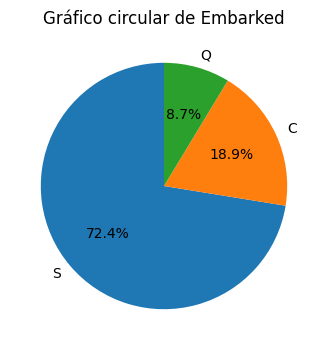 Gráfico circular de Embarked
Q
8.7%
C
18.9%
72.4%
S